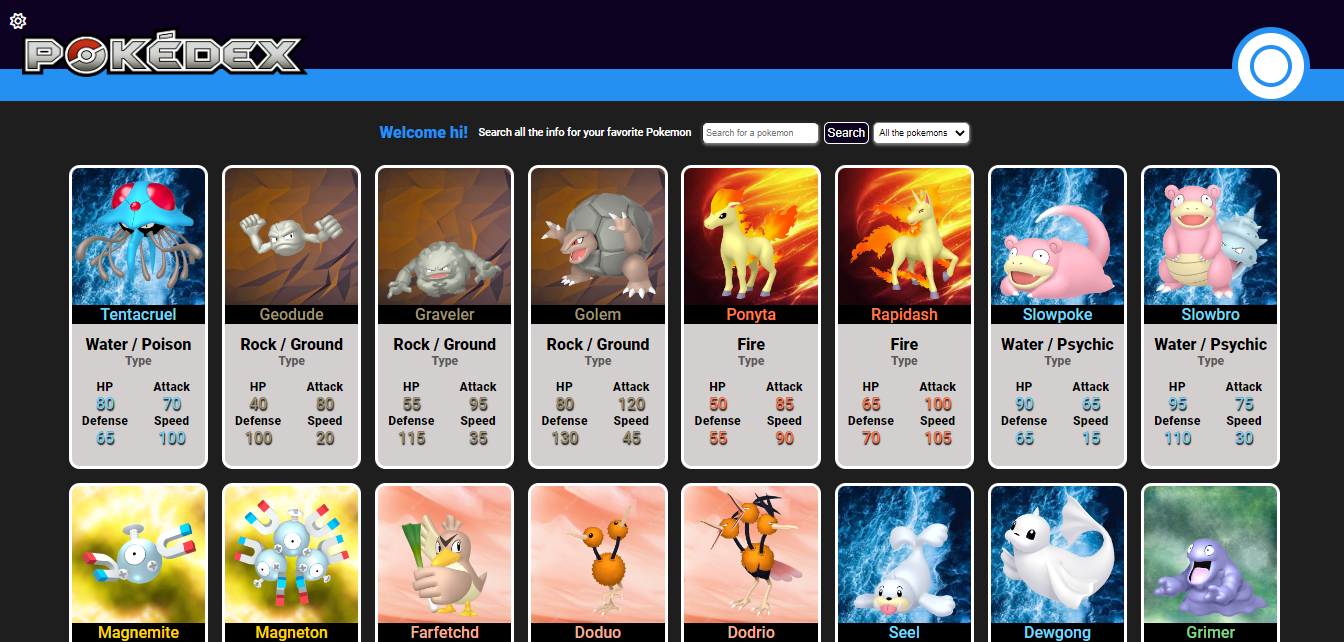 POKÉDEX
Welcome hi! Search all the info for your favorite Pokemon Search for a pokemon Search All the pokemons
Tentacruel Geodude Graveler Golem Ponyta Rapidash Slowpoke Slowbro
Water / Poison Rock / Ground Rock / Ground Rock / Ground Fire Fire Water / Psychic Water / Psychic
Type Type Type Type Type Type Type Type
HP Attack HP Attack HP Attack HP Attack HP Attack HP Attack HP Attack HP Attack
80 70 40 80 55 95 80 120 50 85 65 100 90 65 95 75
Defense Speed Defense Speed Defense Speed Defense Speed Defense Speed Defense Speed Defense Speed Defense Speed
65 100 100 20 115 35 130 45 55 90 70 105 65 15 110 30
Magnemite Magneton Farfetchd Doduo Dodrio Seel Dewgong Grimer